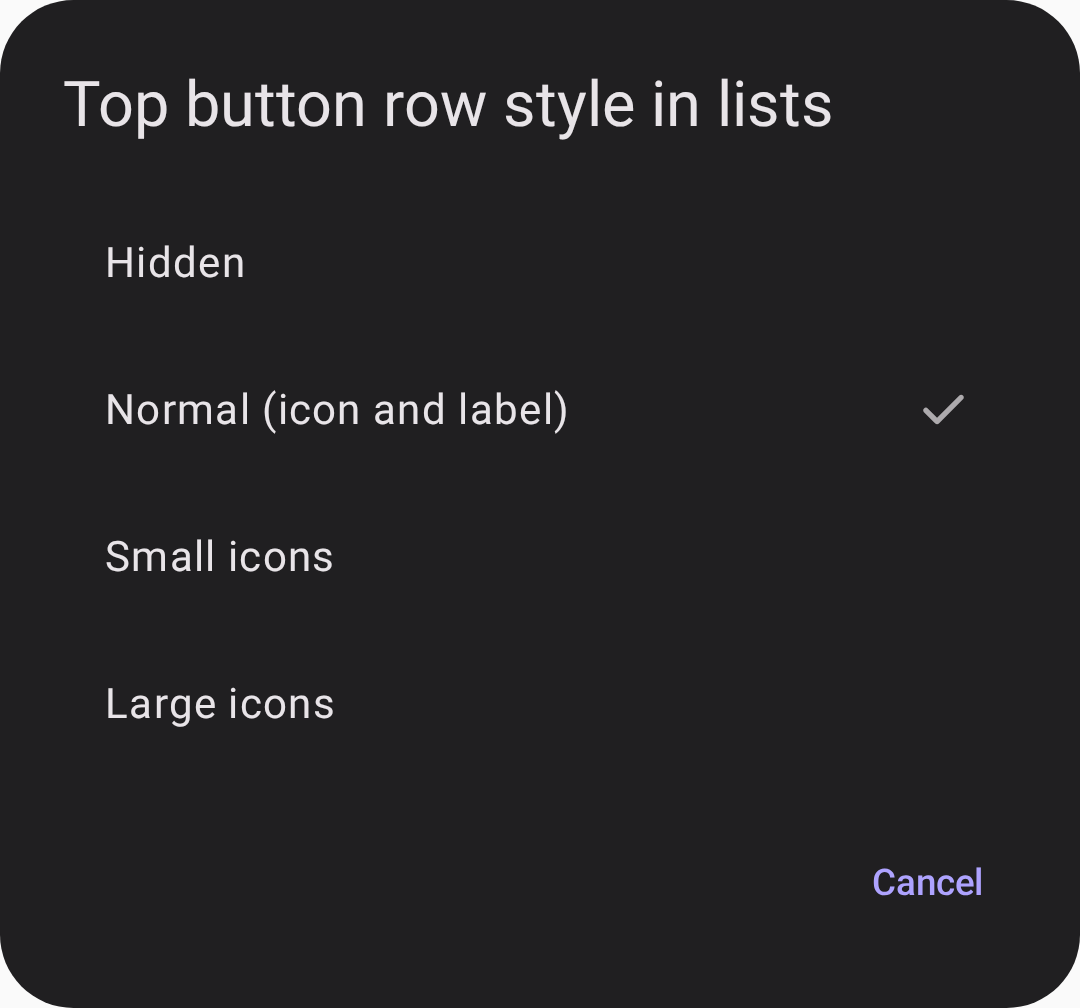 Top button row style in lists
Hidden
Normal (icon and label)
Small icons
Large icons
Cancel